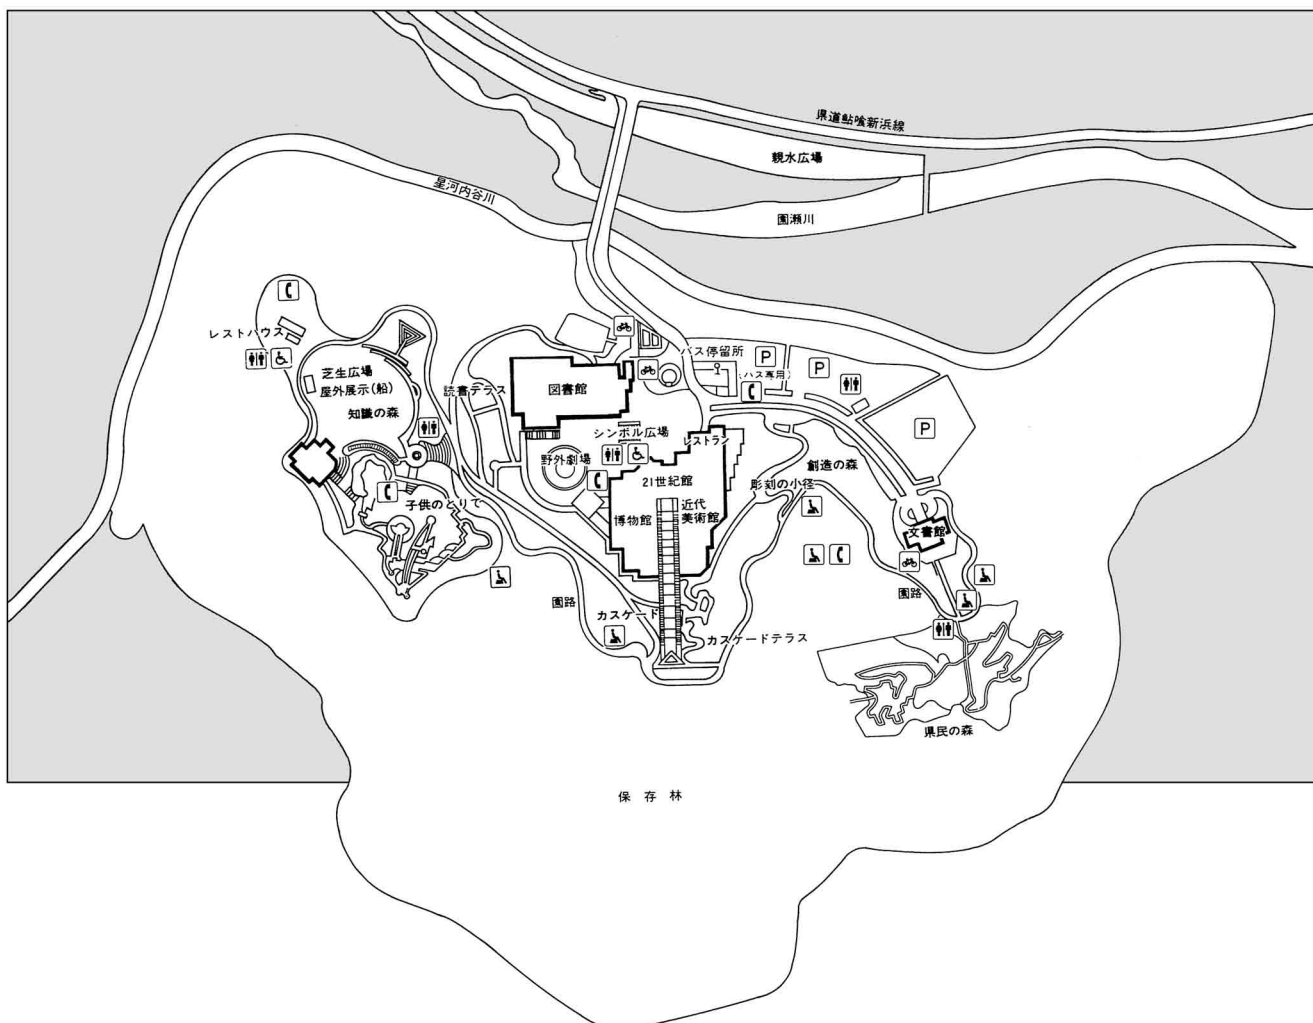 県道鮎喰新浜線
親水広場
星河内谷川
園瀬川
レストハウス
バス停留所
P
P
(バス専用)
芝生広場
屋外展示(船)
知識の森
読書テラス
図書館
P
シンボル広場
レストラン
野外劇場
創造の森
21世紀館
彫刻の小径
子供のとりで
近代
美術館
博物館
文書館
園路
園路
カスケード
カスケードテラス
県民の森
保存林